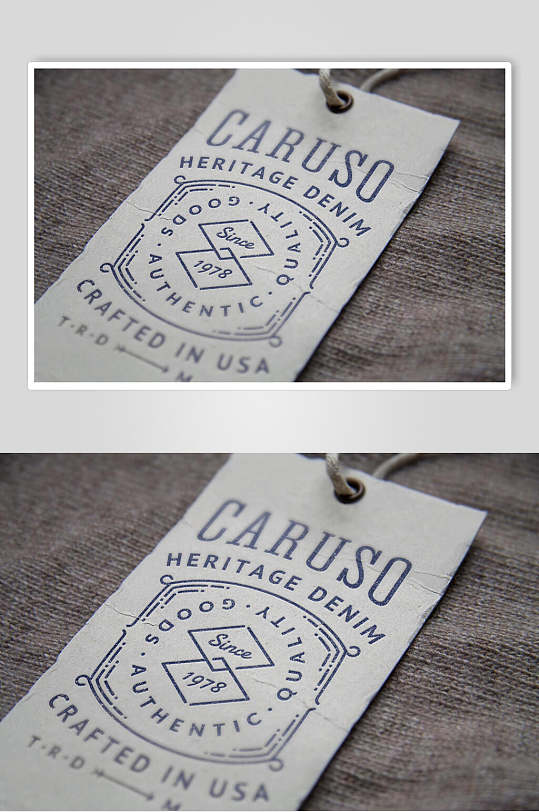 CARUSO
HERITAGE DENIM
QUALITY · GOODS · AUTHENTIC ·
Since
1978
CRAFTED IN USA
T·R·D
M
CARUSO
HERITAGE DENIM
QUALITY · GOODS · AUTHENTIC ·
Since
1978
CRAFTED IN USA
T·R·D
M